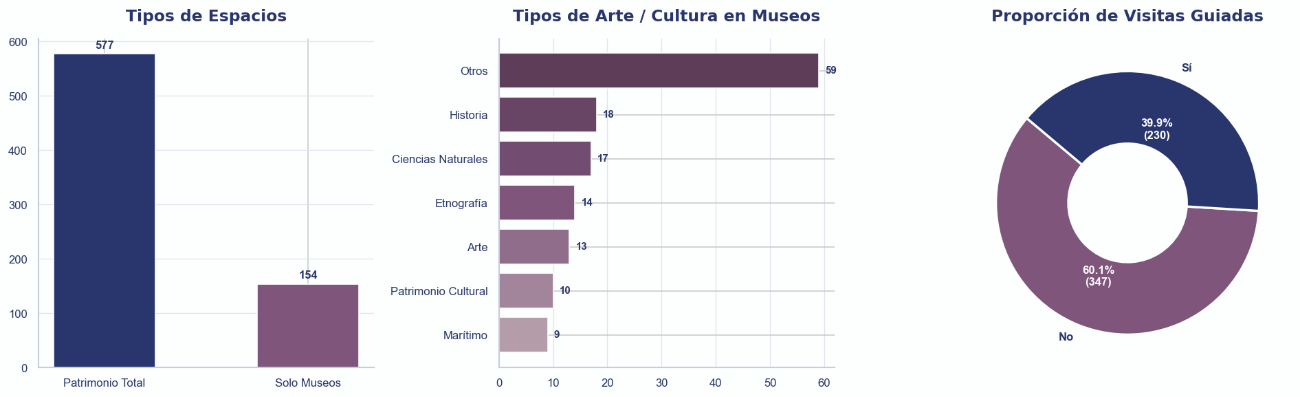 Tipos de Espacios
600
500
400
300
200
100
0
577
154
Patrimonio Total
Solo Museos
Tipos de Arte / Cultura en Museos
Otros
59
Historia
18
Ciencias Naturales
17
Etnografía
14
Arte
13
Patrimonio Cultural
10
Marítimo
9
0 10 20 30 40 50 60
Proporción de Visitas Guiadas
Sí
39.9%
(230)
60.1%
(347)
No